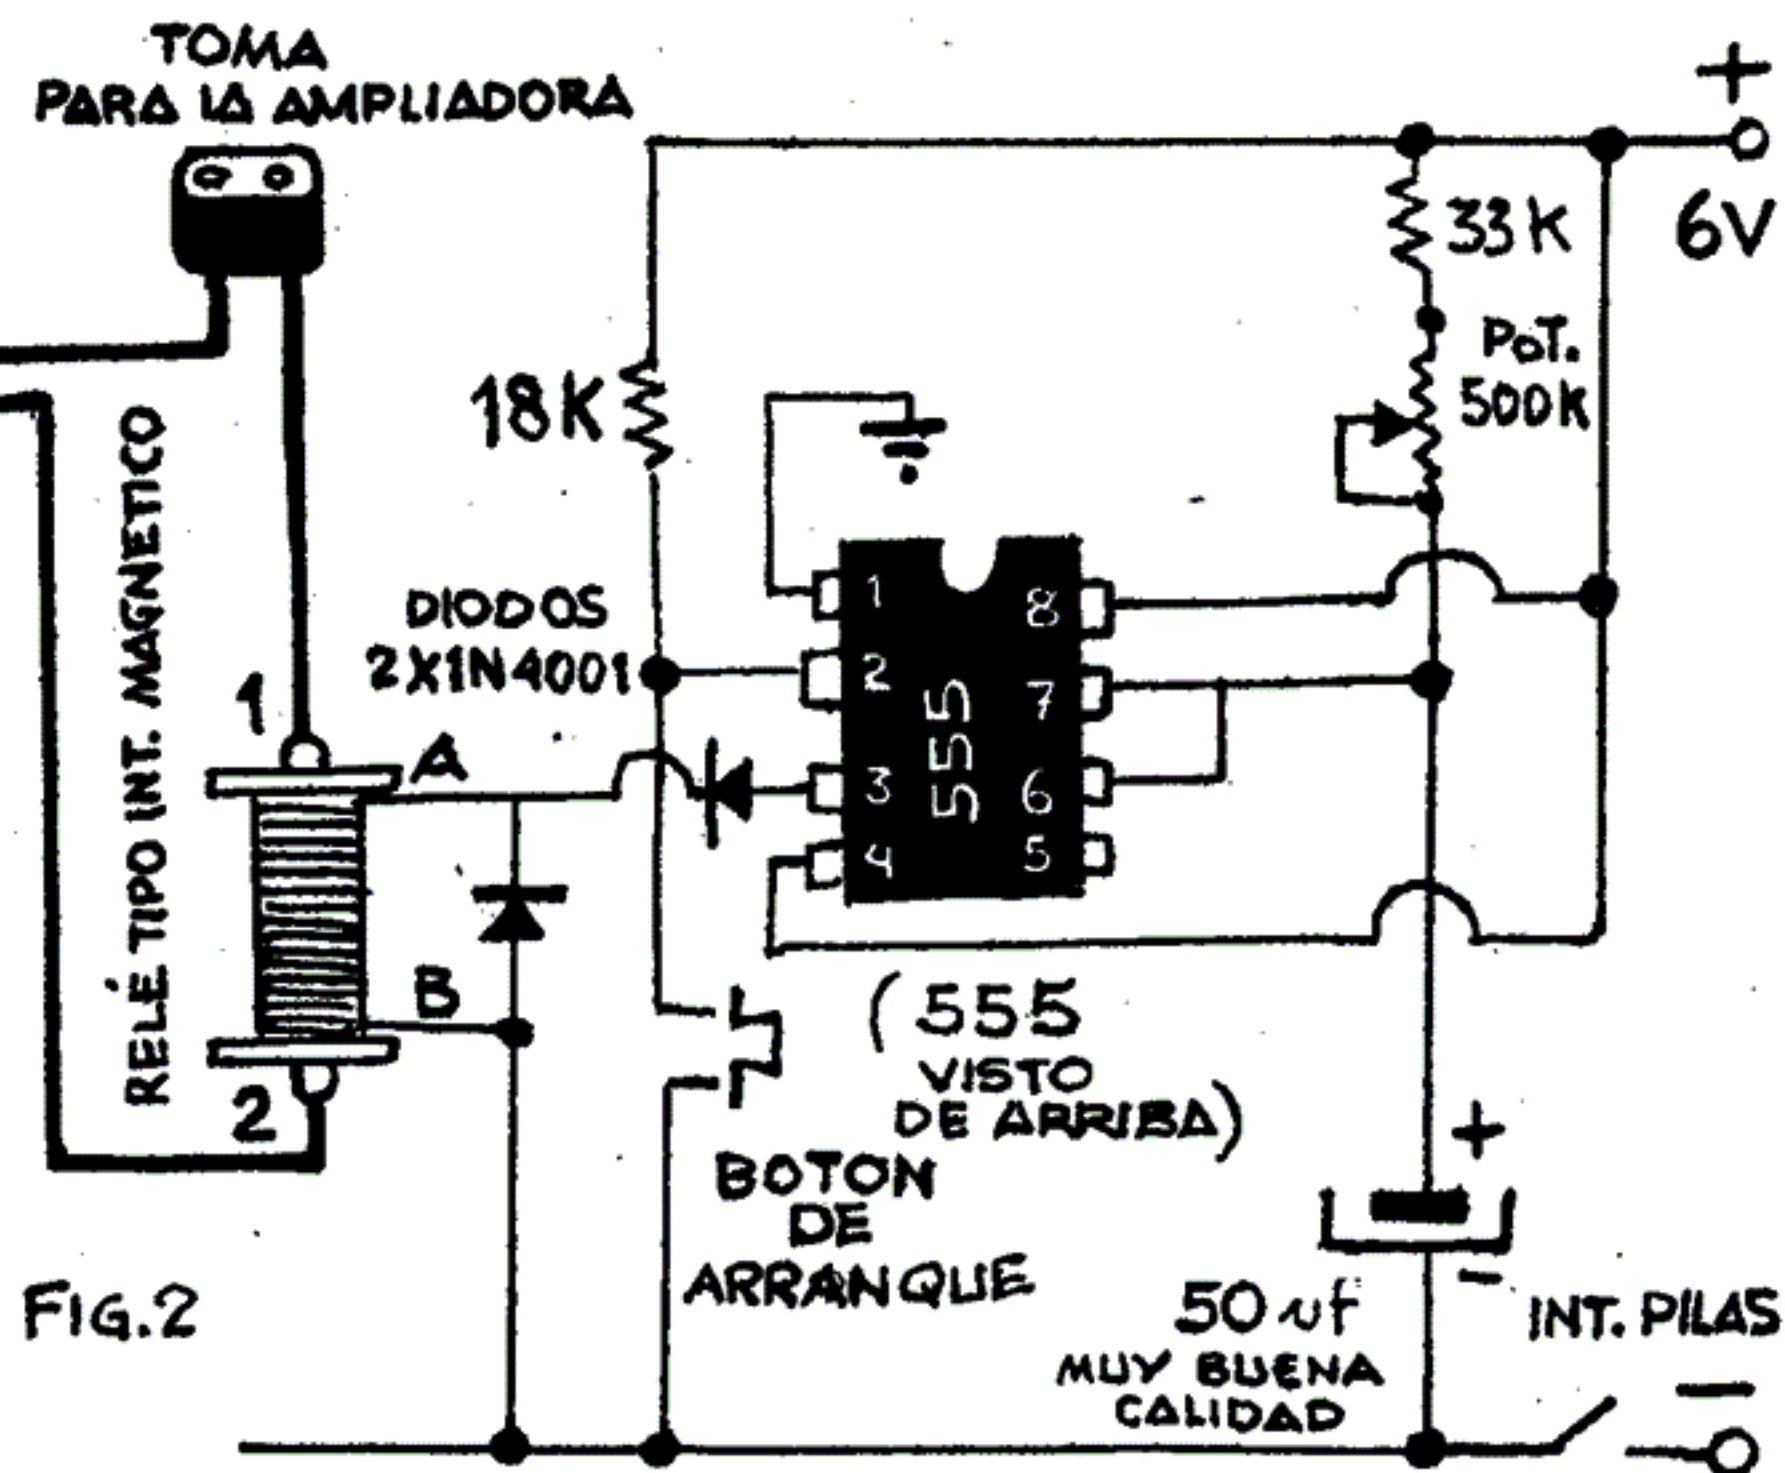 TOMA
PARA LA AMPLIADORA
+
6V
33K
POT.
500K
18K
RELÉ TIPO INT. MAGNETICO
DIODOS
2X1N4001
1
A
B
2
1
2
3
4
8
7
6
5
555
(555
VISTO
DE ARRIBA)
BOTON
DE
ARRANQUE
+
-
50uf
MUY BUENA
CALIDAD
INT. PILAS
-
FIG.2